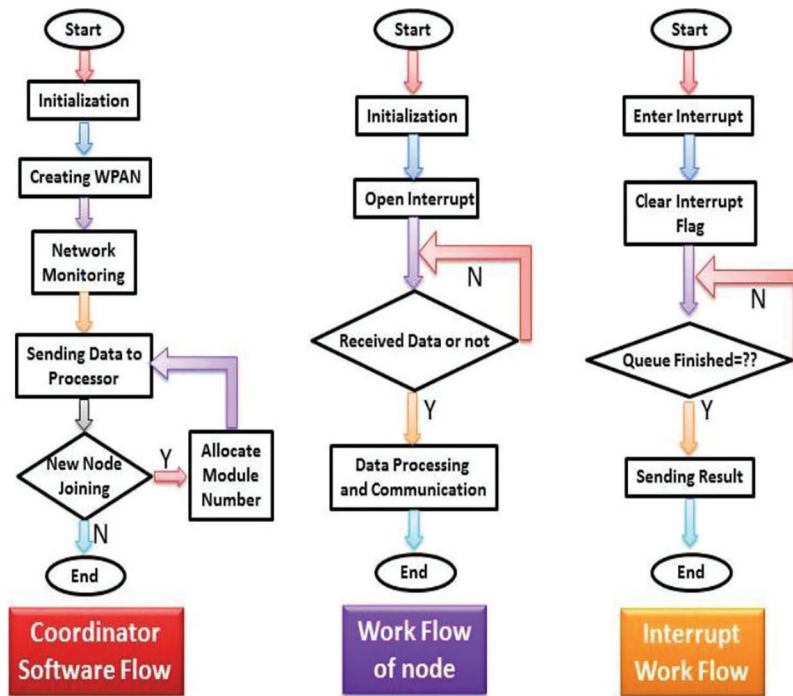 Start
Initialization
Creating WPAN
Network
Monitoring
Sending Data to
Processor
New Node
Joining
Y
Allocate
Module
Number
N
End
Coordinator
Software Flow
Start
Initialization
Open Interrupt
N
Received Data or not
Y
Data Processing
and Communication
End
Work Flow
of node
Start
Enter Interrupt
Clear Interrupt
Flag
N
Queue Finished=??
Y
Sending Result
End
Interrupt
Work Flow